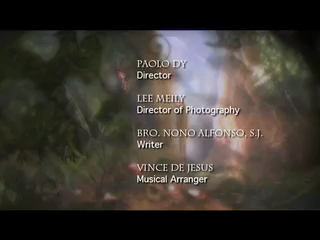 PAOLO DY
Director
LEE MEILY
Director of Photography
BRO. NONO ALFONSO, S.J.
Writer
VINCE DE JESUS
Musical Arranger